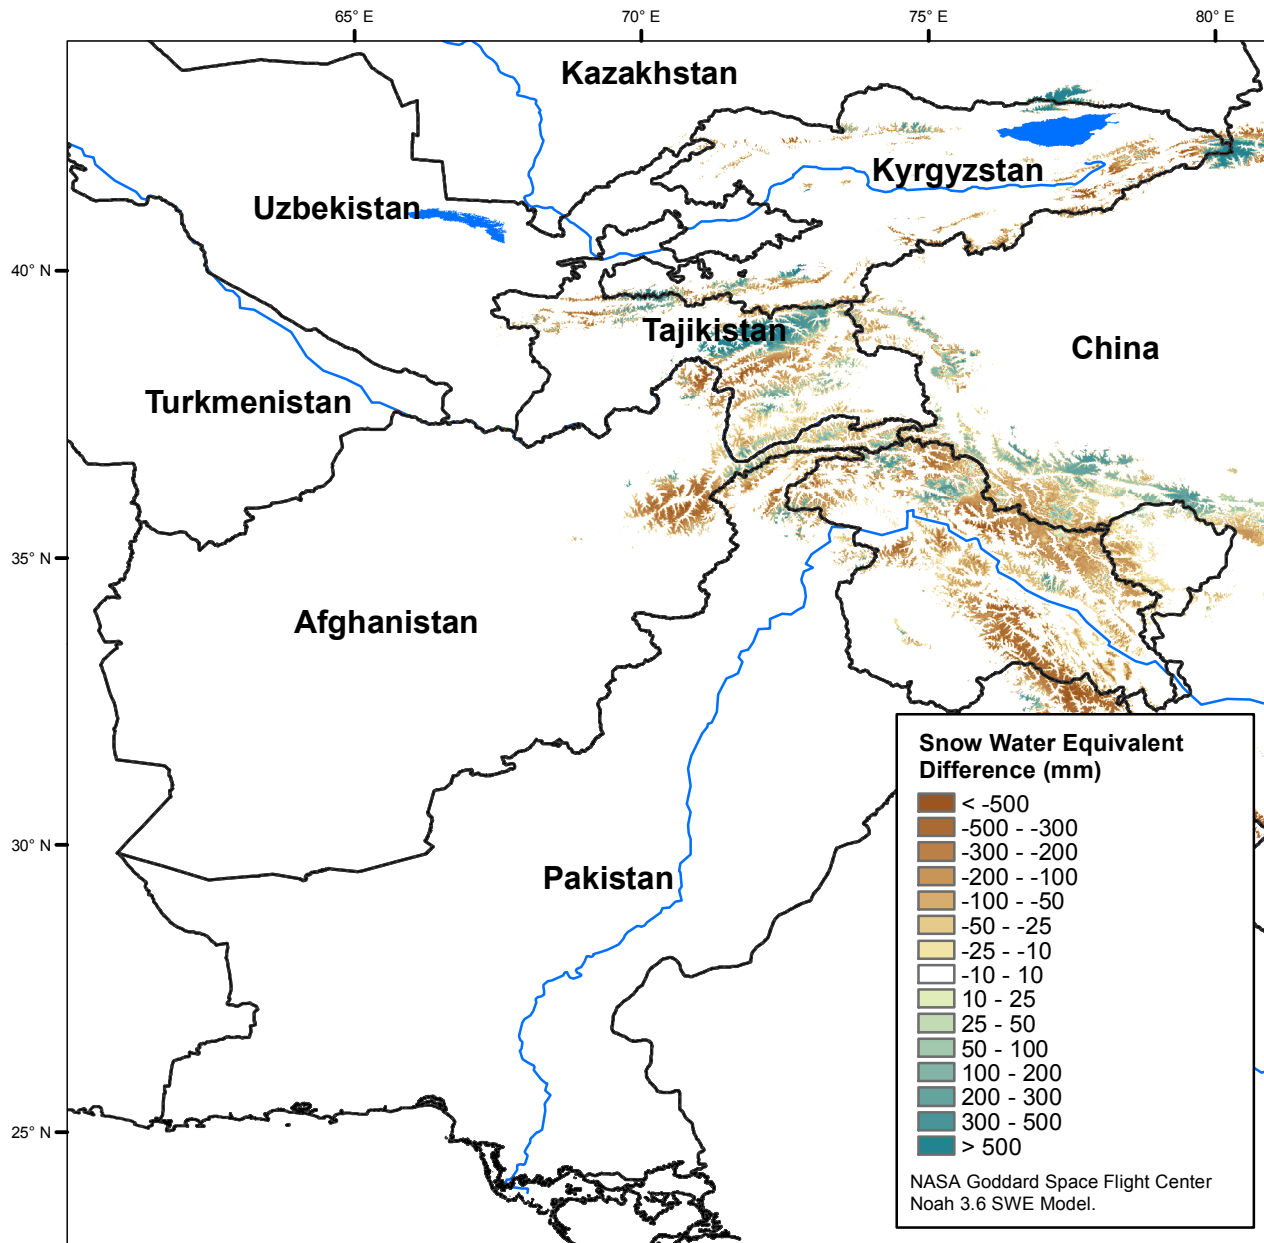 65° E
70° E
75° E
80° E
Kazakhstan
Kyrgyzstan
Uzbekistan
40° N
Tajikistan
China
Turkmenistan
35° N
Afghanistan
30° N
Pakistan
25° N
Snow Water Equivalent
Difference (mm)
< -500
-500 - -300
-300 - -200
-200 - -100
-100 - -50
-50 - -25
-25 - -10
-10 - 10
10 - 25
25 - 50
50 - 100
100 - 200
200 - 300
300 - 500
> 500
NASA Goddard Space Flight Center
Noah 3.6 SWE Model.